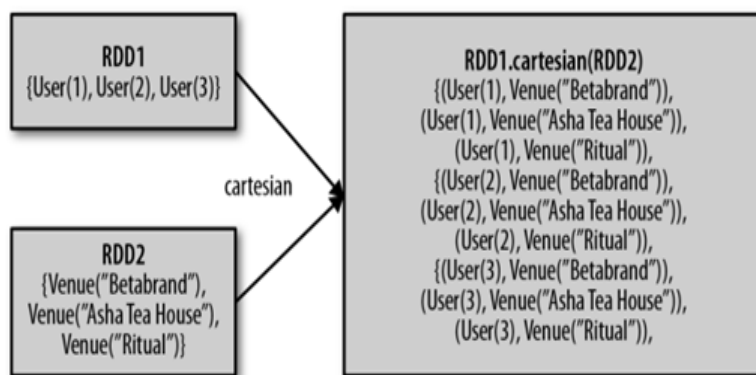 RDD1
{User(1), User(2), User(3)}
cartesian
RDD2
{Venue("Betabrand"),
Venue("Asha Tea House"),
Venue("Ritual")}
RDD1.cartesian(RDD2)
{(User(1), Venue("Betabrand")),
(User(1), Venue("Asha Tea House")),
(User(1), Venue("Ritual")),
{(User(2), Venue("Betabrand")),
(User(2), Venue("Asha Tea House")),
(User(2), Venue("Ritual")),
{(User(3), Venue("Betabrand")),
(User(3), Venue("Asha Tea House")),
(User(3), Venue("Ritual")),